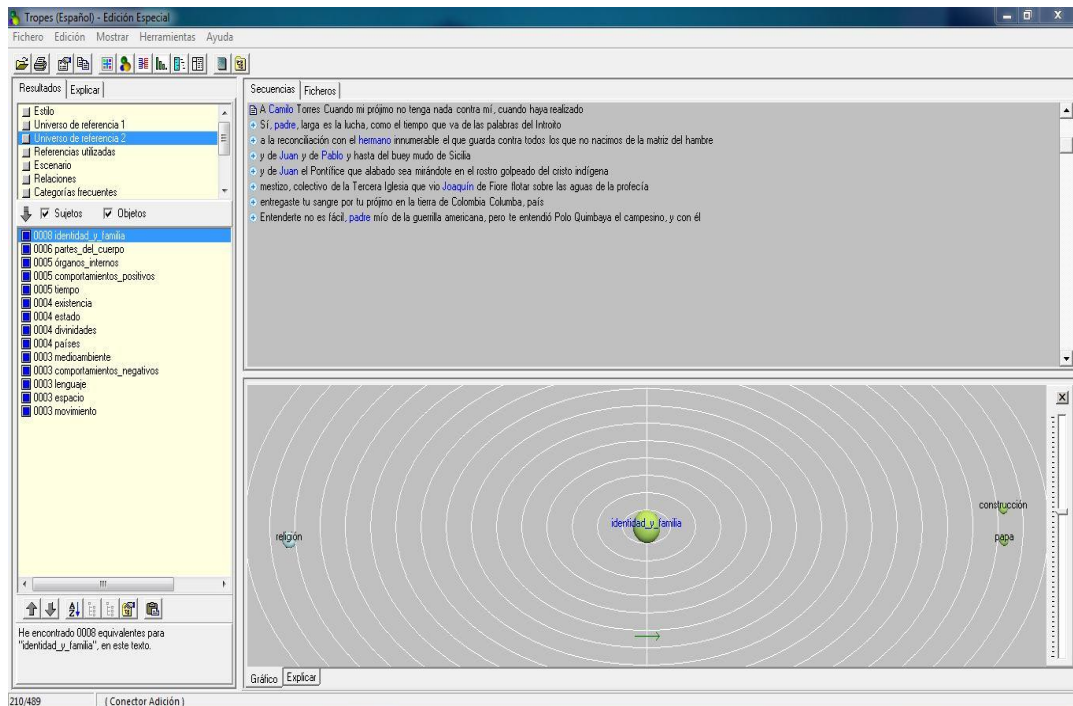 Tropes (Español) - Edición Especial
Fichero Edición Mostrar Herramientas Ayuda
Resultados Explicar
Estilo
Universo de referencia 1
Universo de referencia 2
Referencias utilizadas
Escenario
Relaciones
Categorías frecuentes
Sujetos Objetos
0008 identidad_y_familia
0006 partes_del_cuerpo
0005 órganos_internos
0005 comportamientos_positivos
0005 tiempo
0004 existencia
0004 estado
0004 divinidades
0004 países
0003 medioambiente
0003 comportamientos_negativos
0003 lenguaje
0003 espacio
0003 movimiento
He encontrado 0008 equivalentes para
"identidad_y_familia", en este texto.
Secuencias Ficheros
A Camilo Torres Cuando mi prójimo no tenga nada contra mí, cuando haya realizado
Sí, padre, larga es la lucha, como el tiempo que va de las palabras del Introito
a la reconciliación con el hermano innumerable el que guarda contra todos los que no nacimos de la matriz del hambre
y de Juan y de Pablo y hasta del buey mudo de Sicilia
y de Juan el Pontífice que alabado sea mirándote en el rostro golpeado del cristo indígena
mestizo, colectivo de la Tercera Iglesia que vio Joaquín de Fiore flotar sobre las aguas de la profecía
entregaste tu sangre por tu prójimo en la tierra de Colombia Columba, país
Entenderte no es fácil, padre mío de la guerrilla americana, pero te entendió Polo Quimbaya el campesino, y con él
construcción
identidad_y_familia
religión
papa
Gráfico Explicar
210/489 ( Conector Adición )